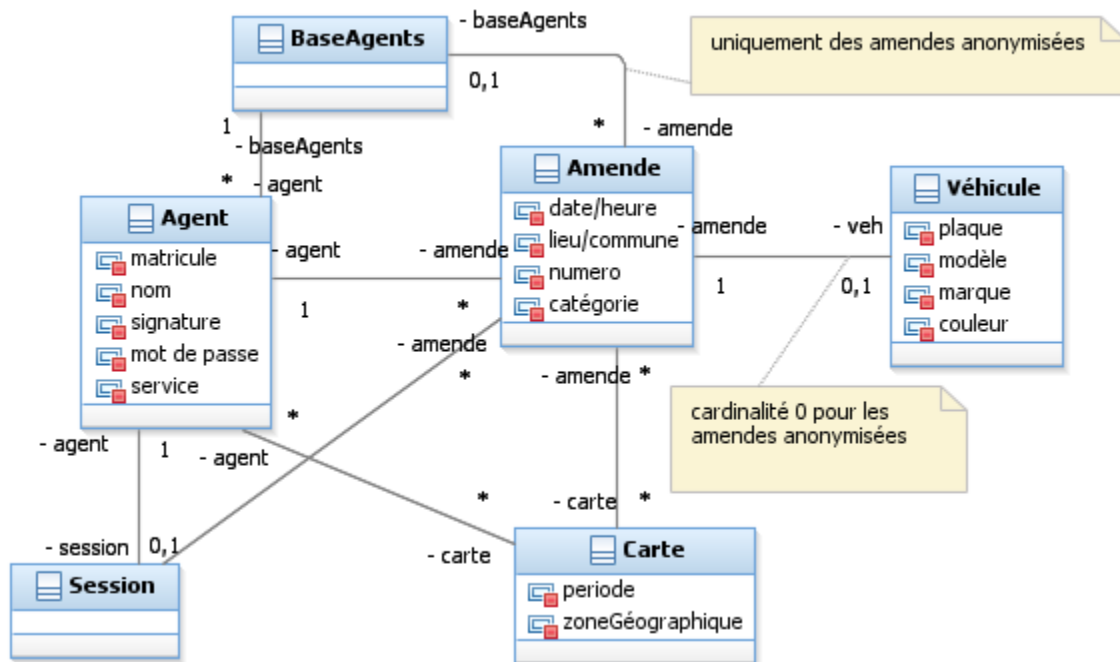 - baseAgents
BaseAgents
uniquement des amendes anonymisées
0,1
1
- baseAgents
*
- amende
* - agent
Amende
Agent
date/heure
lieu/commune
numero
catégorie
Véhicule
plaque
modèle
marque
couleur
matricule
nom
signature
mot de passe
service
- agent
- amende
1
*
- amende
- veh
1
0,1
- amende
*
- amende *
cardinalité 0 pour les
amendes anonymisées
*
- agent
1
- agent
*
- carte *
- carte
- session
0,1
Session
Carte
periode
zoneGéographique